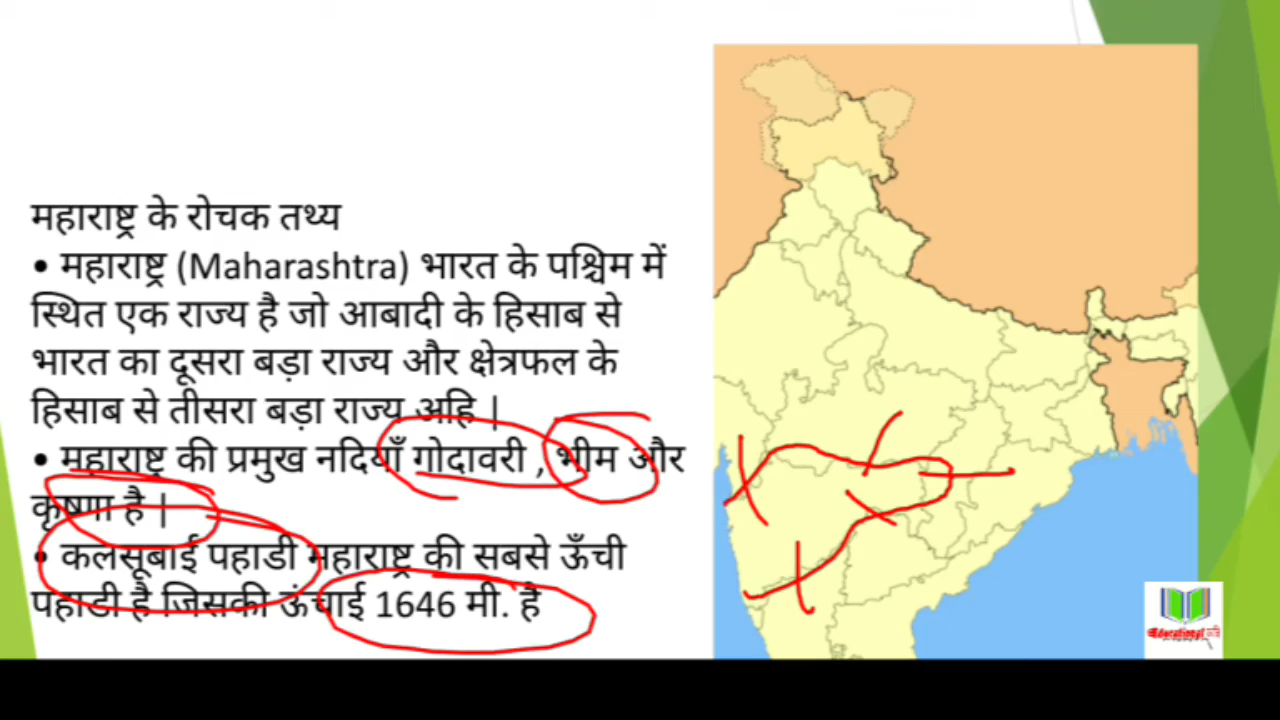 महाराष्ट्र के रोचक तथ्य
• महाराष्ट्र (Maharashtra) भारत के पश्चिम में
स्थित एक राज्य है जो आबादी के हिसाब से
भारत का दूसरा बड़ा राज्य और क्षेत्रफल के
हिसाब से तीसरा बड़ा राज्य अहि |
• महाराष्ट्र की प्रमुख नदियाँ गोदावरी , भीम और
कृष्णा है |
• कलसूबाई पहाडी महाराष्ट्र की सबसे ऊँची
पहाडी है जिसकी ऊंचाई 1646 मी. है
Educational